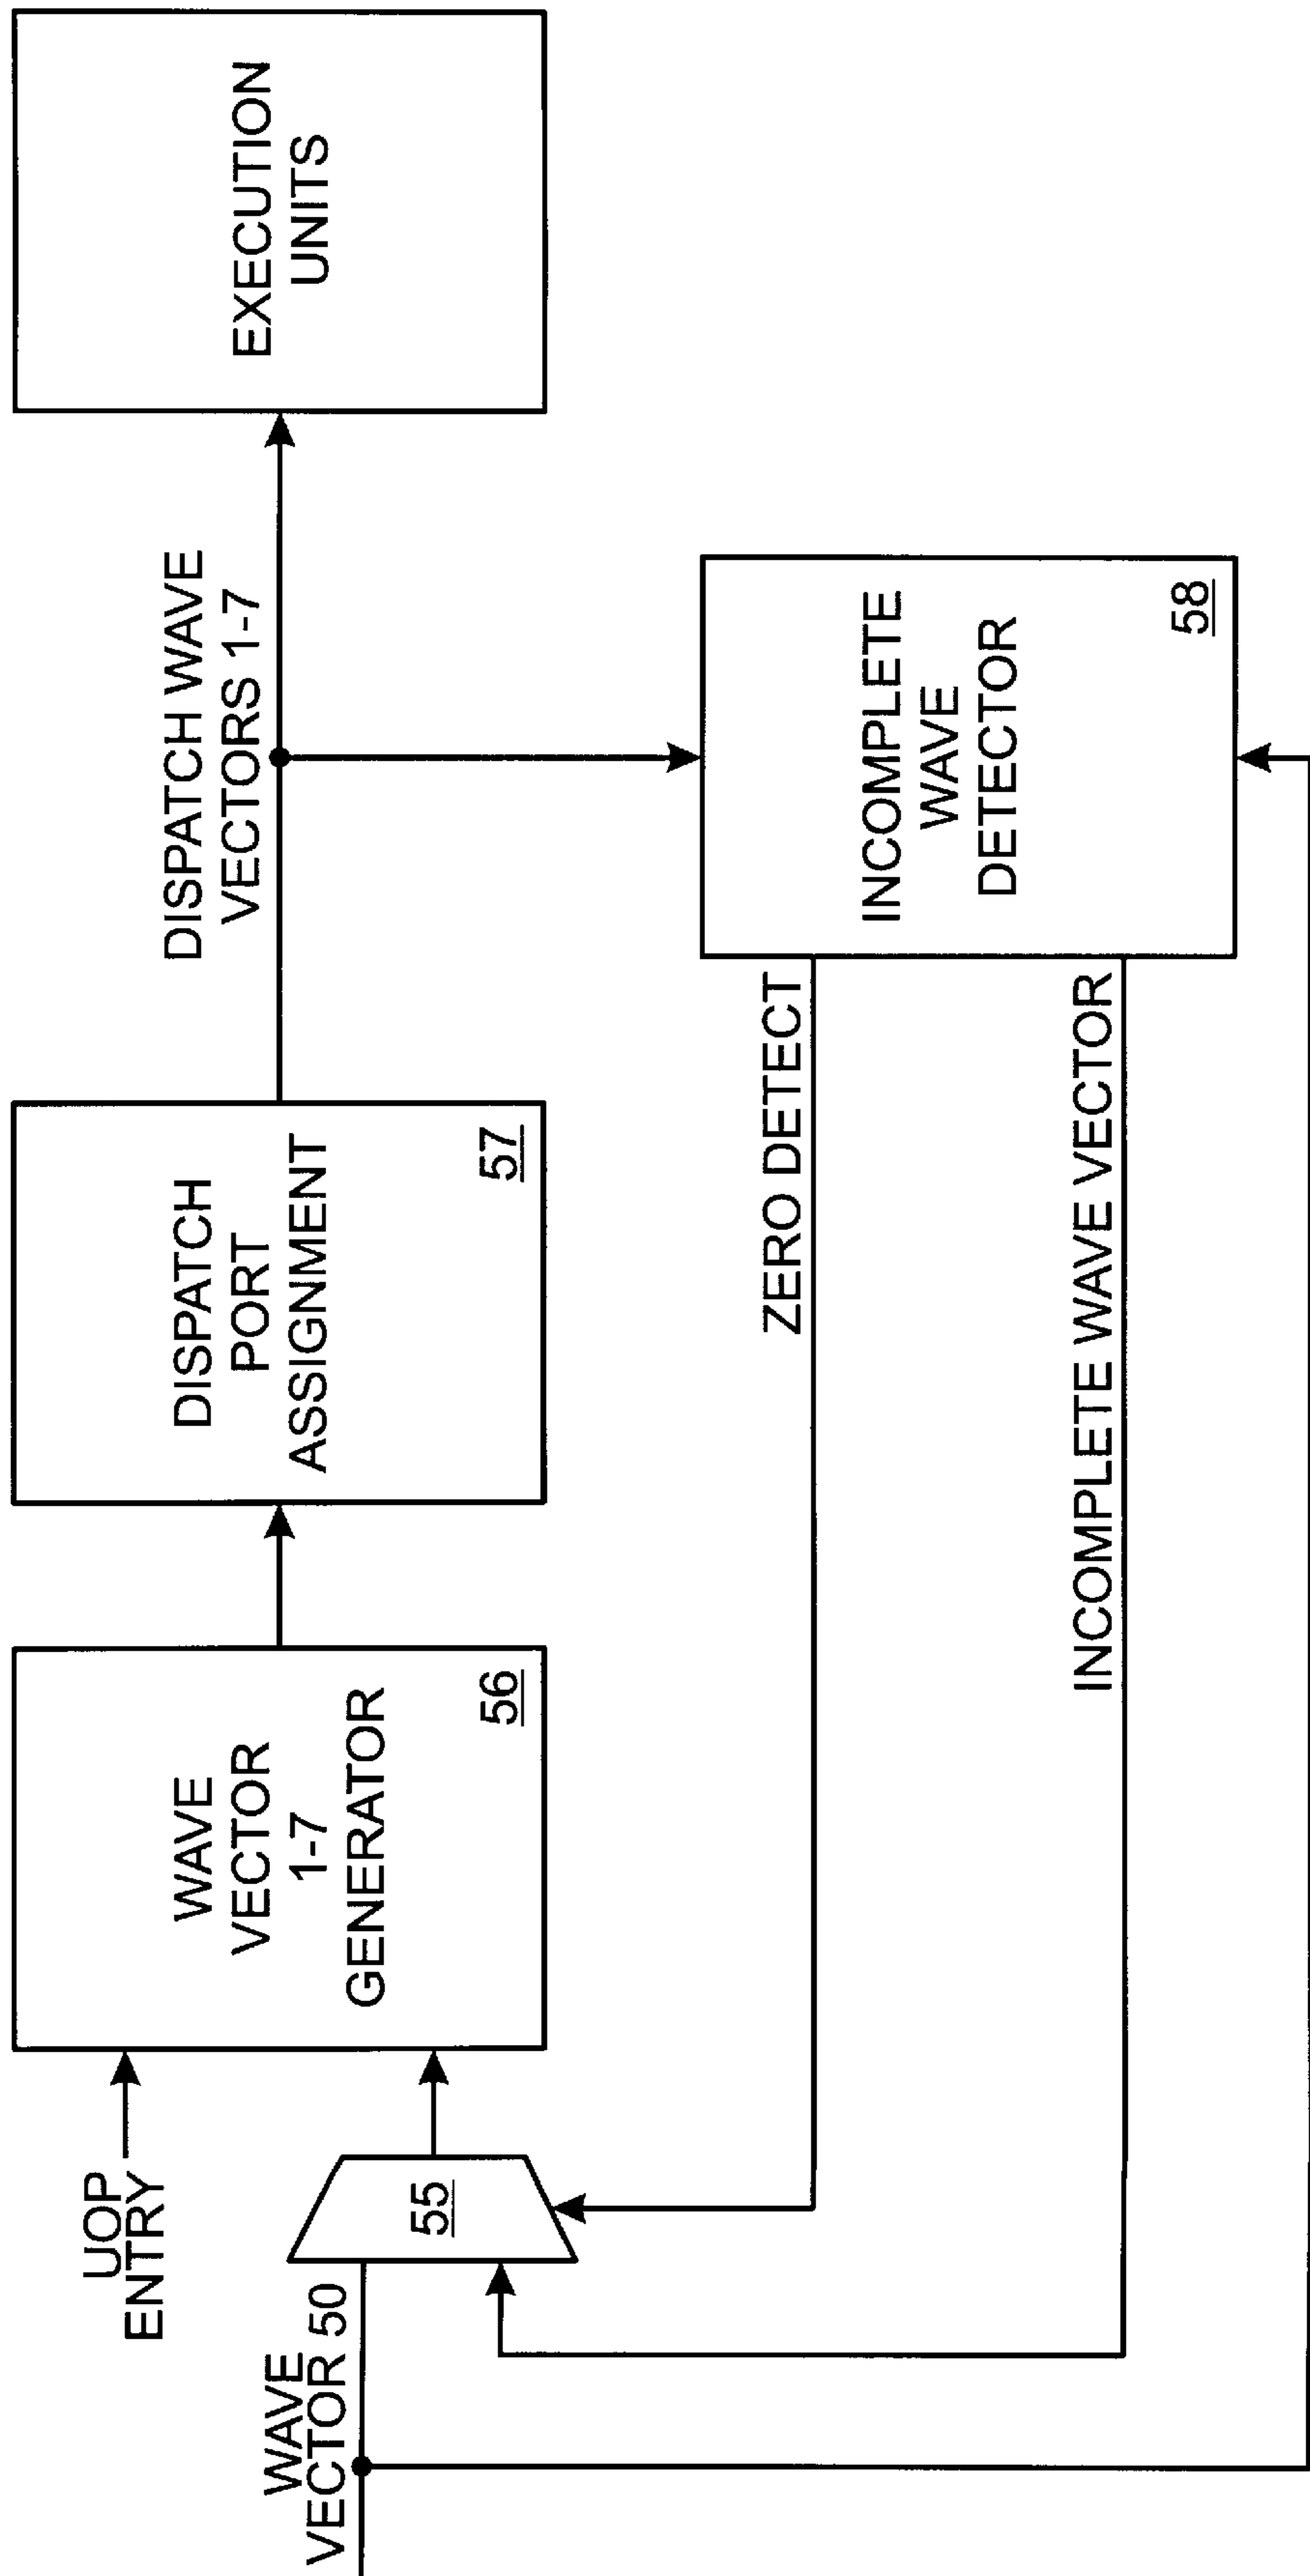 UOP
ENTRY
WAVE
VECTOR 50
55
WAVE
VECTOR
1-7
GENERATOR
56
DISPATCH
PORT
ASSIGNMENT
57
DISPATCH WAVE
VECTORS 1-7
EXECUTION
UNITS
ZERO DETECT
INCOMPLETE WAVE VECTOR
INCOMPLETE
WAVE
DETECTOR
58